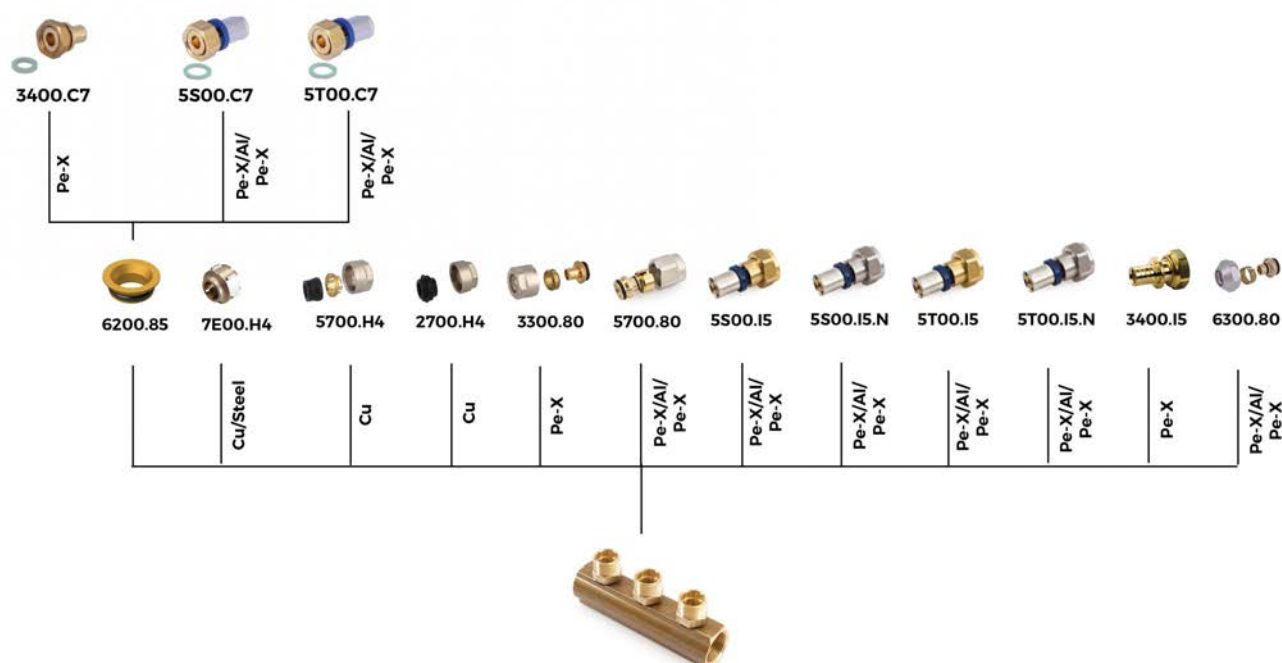 3400.C7
5S00.C7
5T00.C7
Pe-X
Pe-X/Al/
Pe-X
Pe-X/Al/
Pe-X
6200.85
7E00.H4
5700.H4
2700.H4
3300.80
5700.80
5S00.I5
5S00.I5.N
5T00.I5
5T00.I5.N
3400.I5
6300.80
Cu/Steel
Cu
Cu
Pe-X
Pe-X/Al/
Pe-X
Pe-X/Al/
Pe-X
Pe-X/Al/
Pe-X
Pe-X/Al/
Pe-X
Pe-X/Al/
Pe-X
Pe-X
Pe-X/Al/
Pe-X